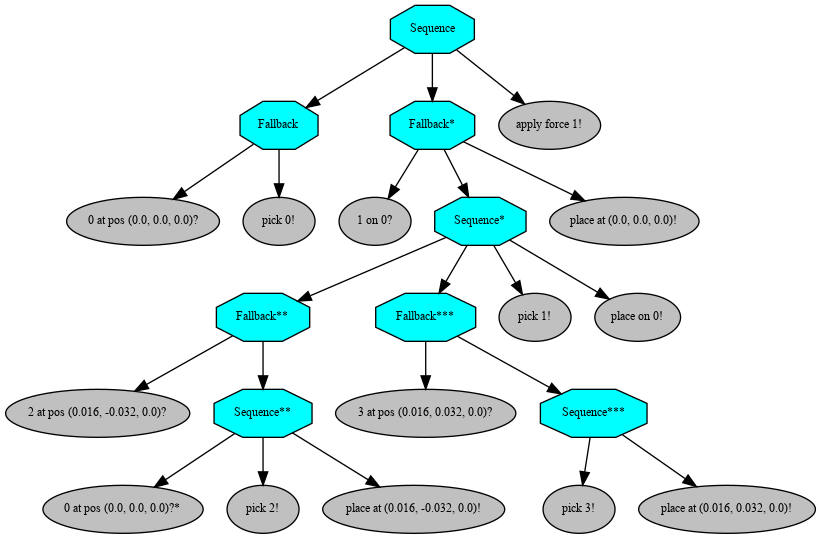 Sequence
Fallback
Fallback*
apply force 1!
0 at pos (0.0, 0.0, 0.0)?
pick 0!
1 on 0?
Sequence*
place at (0.0, 0.0, 0.0)!
Fallback**
Fallback***
pick 1!
place on 0!
2 at pos (0.016, -0.032, 0.0)?
Sequence**
3 at pos (0.016, 0.032, 0.0)?
Sequence***
0 at pos (0.0, 0.0, 0.0)?*
pick 2!
place at (0.016, -0.032, 0.0)!
pick 3!
place at (0.016, 0.032, 0.0)!